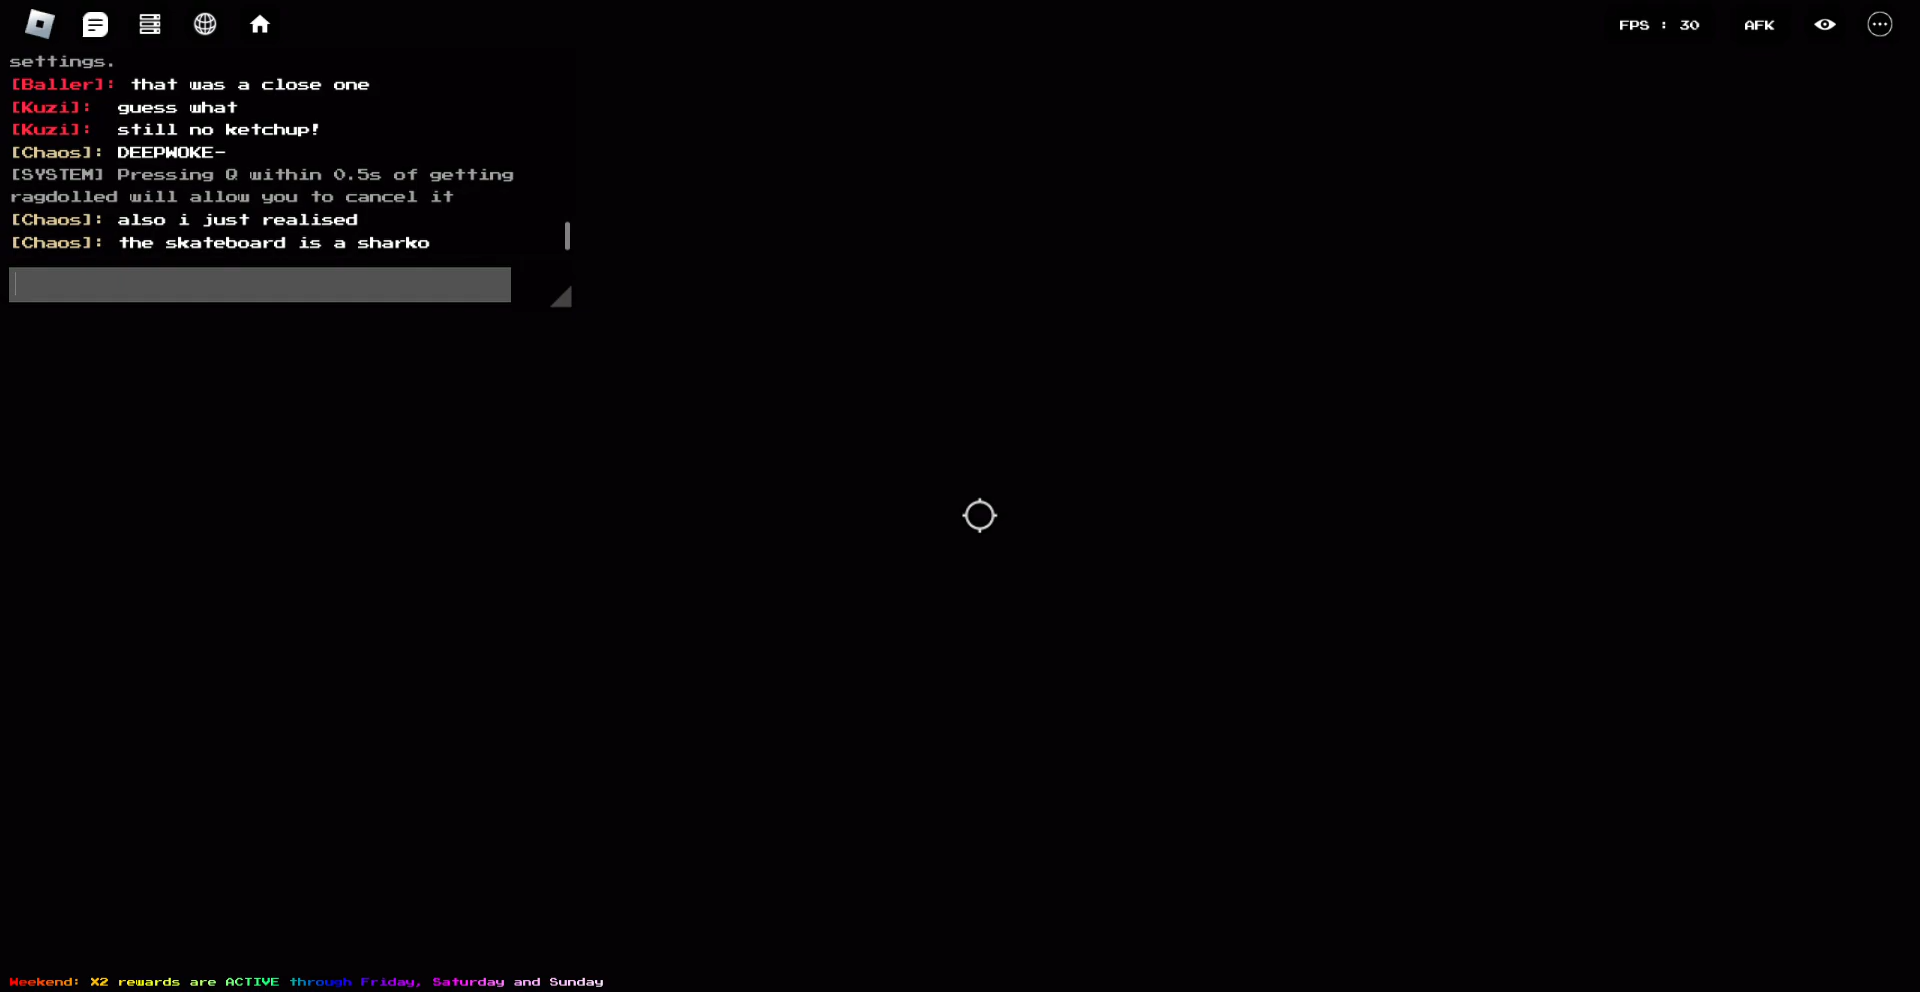 FPS : 30
AFK
settings.
[Baller]: that was a close one
[Kuzi]: guess what
[Kuzi]: still no ketchup!
[Chaos]: DEEPWOKE-
[SYSTEM] Pressing Q within 0.5s of getting
ragdolled will allow you to cancel it
[Chaos]: also i just realised
[Chaos]: the skateboard is a sharko
Weekend: X2 rewards are ACTIVE through Friday, Saturday and Sunday